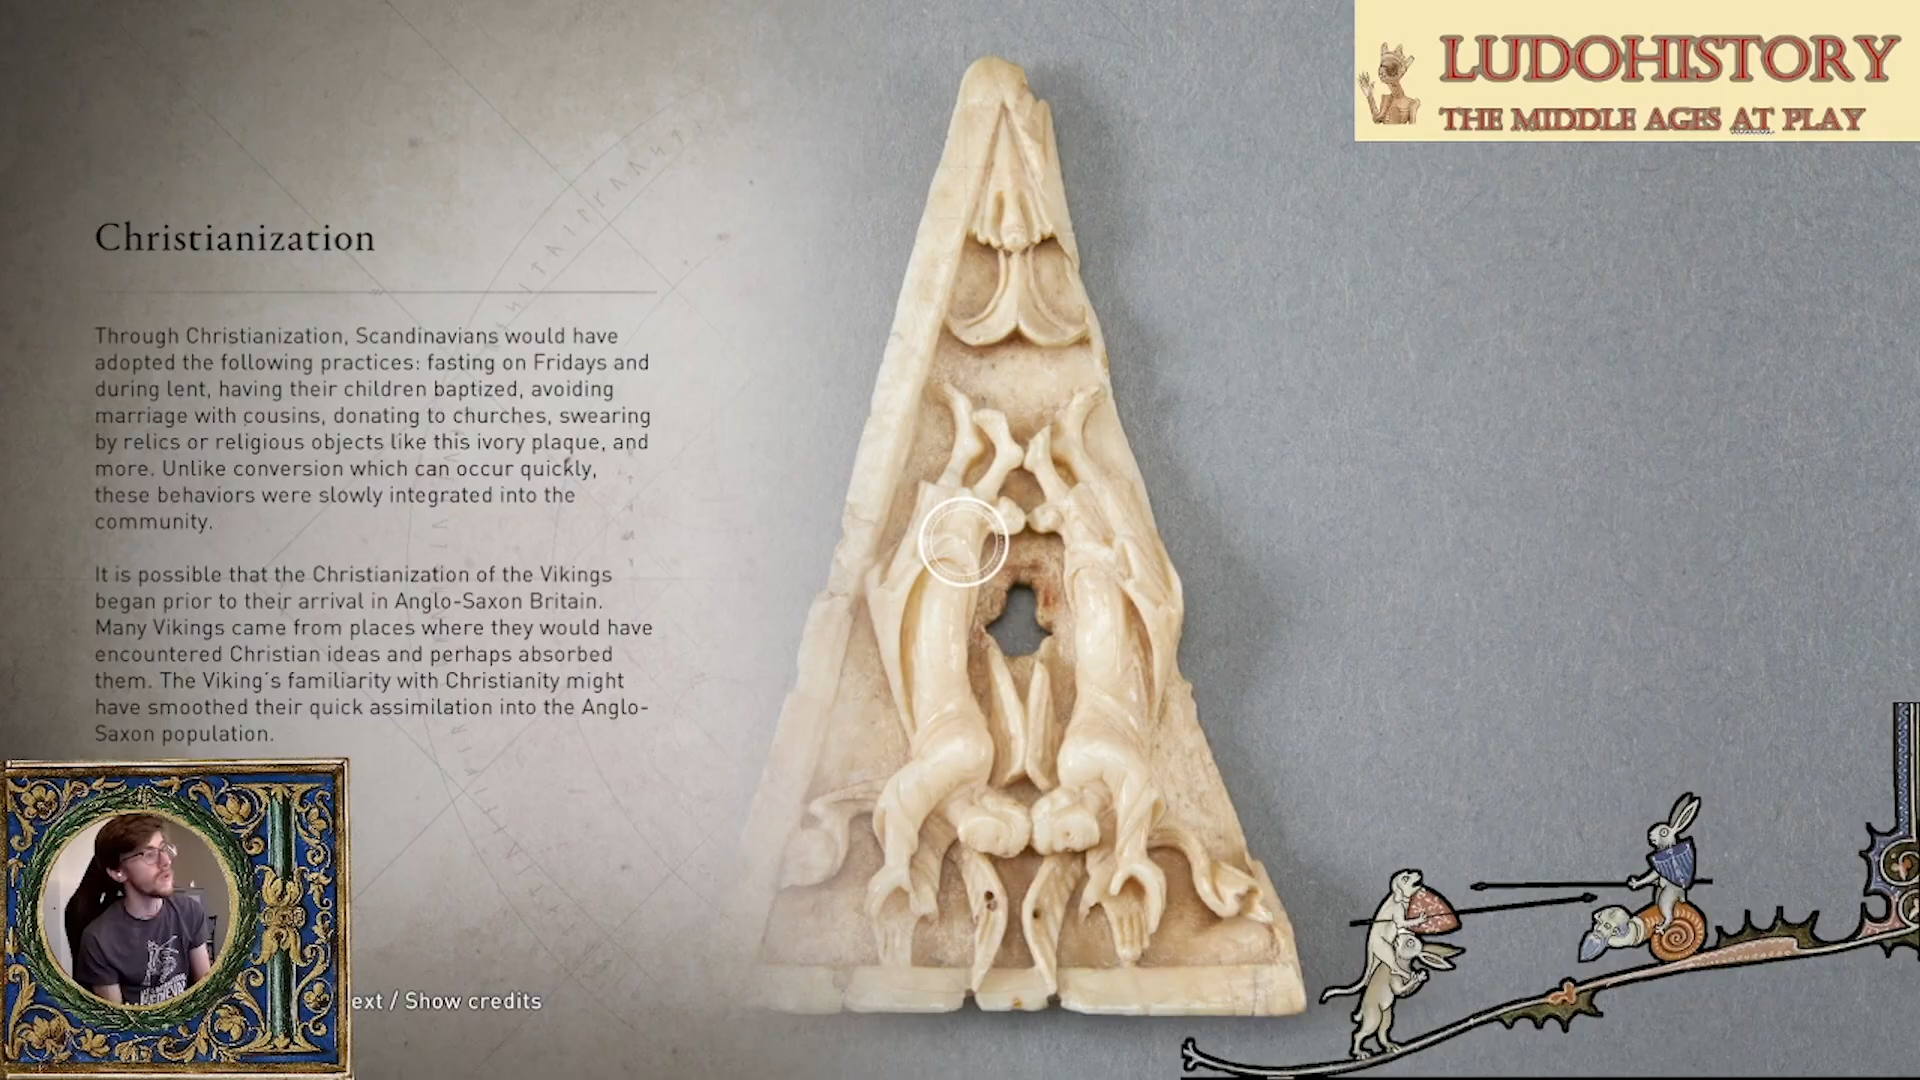 LUDOHISTORY
THE MIDDLE AGES AT PLAY
Christianization
Through Christianization, Scandinavians would have
adopted the following practices: fasting on Fridays and
during lent, having their children baptized, avoiding
marriage with cousins, donating to churches, swearing
by relics or religious objects like this ivory plaque, and
more. Unlike conversion which can occur quickly,
these behaviors were slowly integrated into the
community.
It is possible that the Christianization of the Vikings
began prior to their arrival in Anglo-Saxon Britain.
Many Vikings came from places where they would have
encountered Christian ideas and perhaps absorbed
them. The Viking's familiarity with Christianity might
have smoothed their quick assimilation into the Anglo-
Saxon population.
ext / Show credits